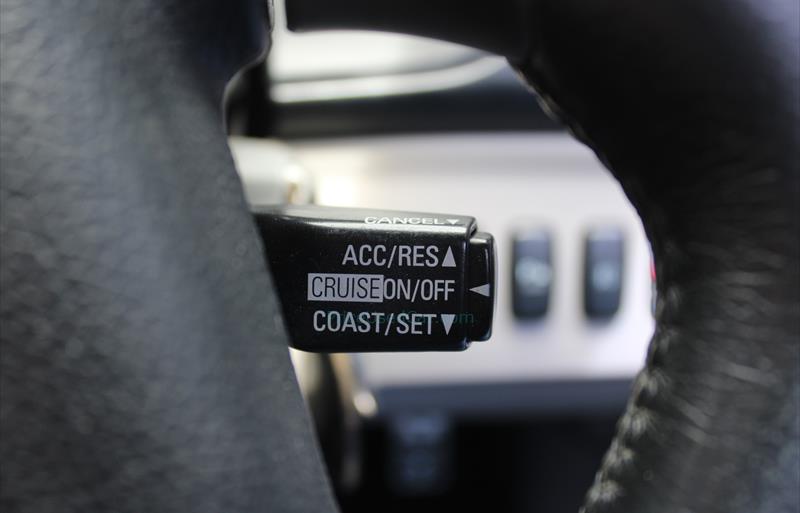 CANCEL▼
ACC/RES▲
CRUISE ON/OFF ◀
COAST/SET▼